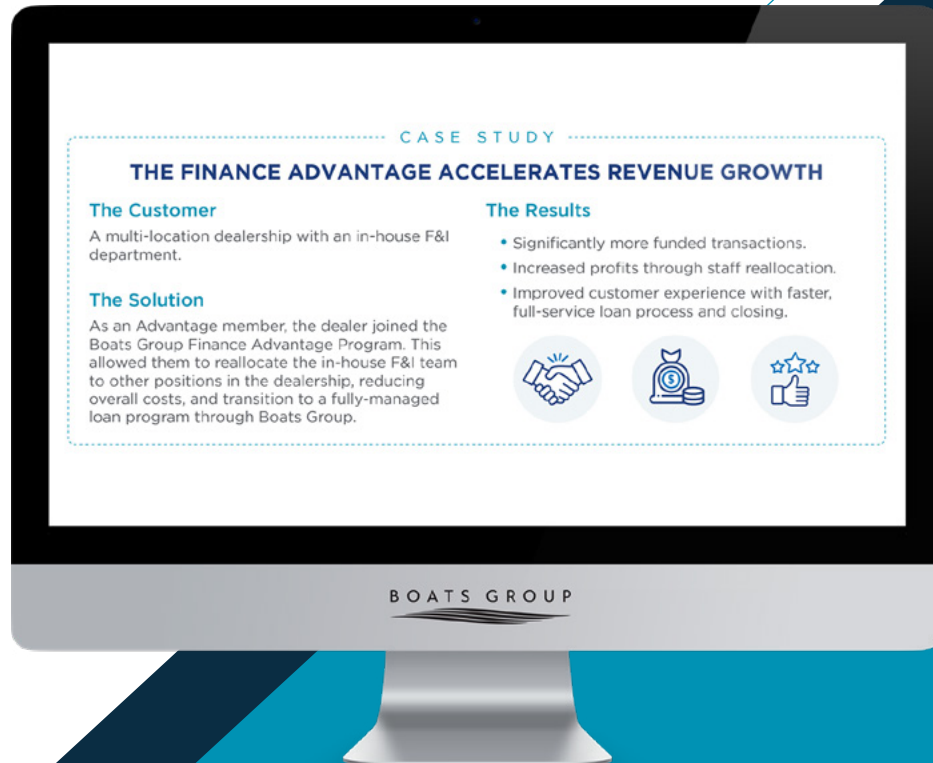 CASE STUDY
THE FINANCE ADVANTAGE ACCELERATES REVENUE GROWTH
The Customer
A multi-location dealership with an in-house F&I
department.
The Solution
As an Advantage member, the dealer joined the
Boats Group Finance Advantage Program. This
allowed them to reallocate the in-house F&I team
to other positions in the dealership, reducing
overall costs, and transition to a fully-managed
loan program through Boats Group.
The Results
• Significantly more funded transactions.
• Increased profits through staff reallocation.
• Improved customer experience with faster,
full-service loan process and closing.
$
BOATS GROUP